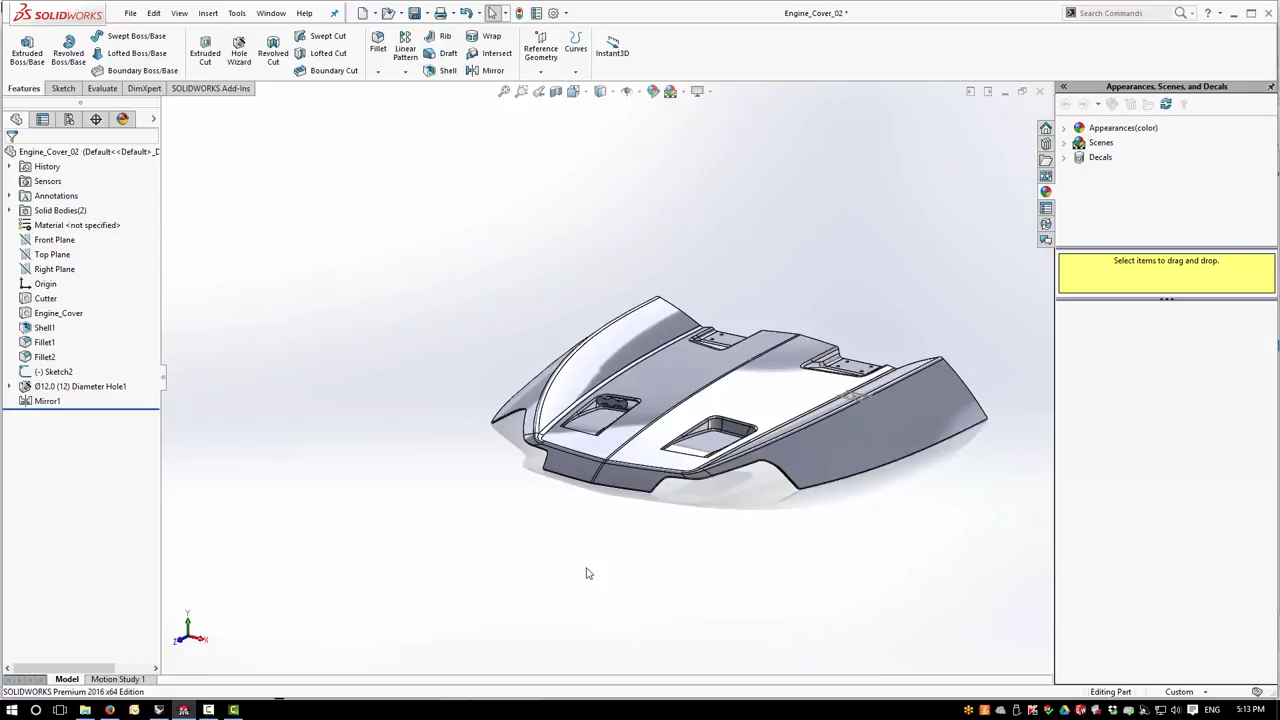 SOLIDWORKS File Edit View Insert Tools Window Help Engine_Cover_02 * Search Commands ?
Extruded Boss/Base
Revolved Boss/Base
Swept Boss/Base
Lofted Boss/Base
Boundary Boss/Base
Extruded Cut
Hole Wizard
Revolved Cut
Swept Cut
Lofted Cut
Boundary Cut
Fillet
Linear Pattern
Rib
Draft
Shell
Wrap
Intersect
Mirror
Reference Geometry
Curves
Instant3D
Features Sketch Evaluate DimXpert SOLIDWORKS Add-Ins
Appearances, Scenes, and Decals
Engine_Cover_02 (Default<<Default>_D
History
Sensors
Annotations
Solid Bodies(2)
Material <not specified>
Front Plane
Top Plane
Right Plane
Origin
Cutter
Engine_Cover
Shell1
Fillet1
Fillet2
(-) Sketch2
Ø12.0 (12) Diameter Hole1
Mirror1
Appearances(color)
Scenes
Decals
Select items to drag and drop.
Y
Z X
Model Motion Study 1
SOLIDWORKS Premium 2016 x64 Edition Editing Part Custom
ENG 5:13 PM